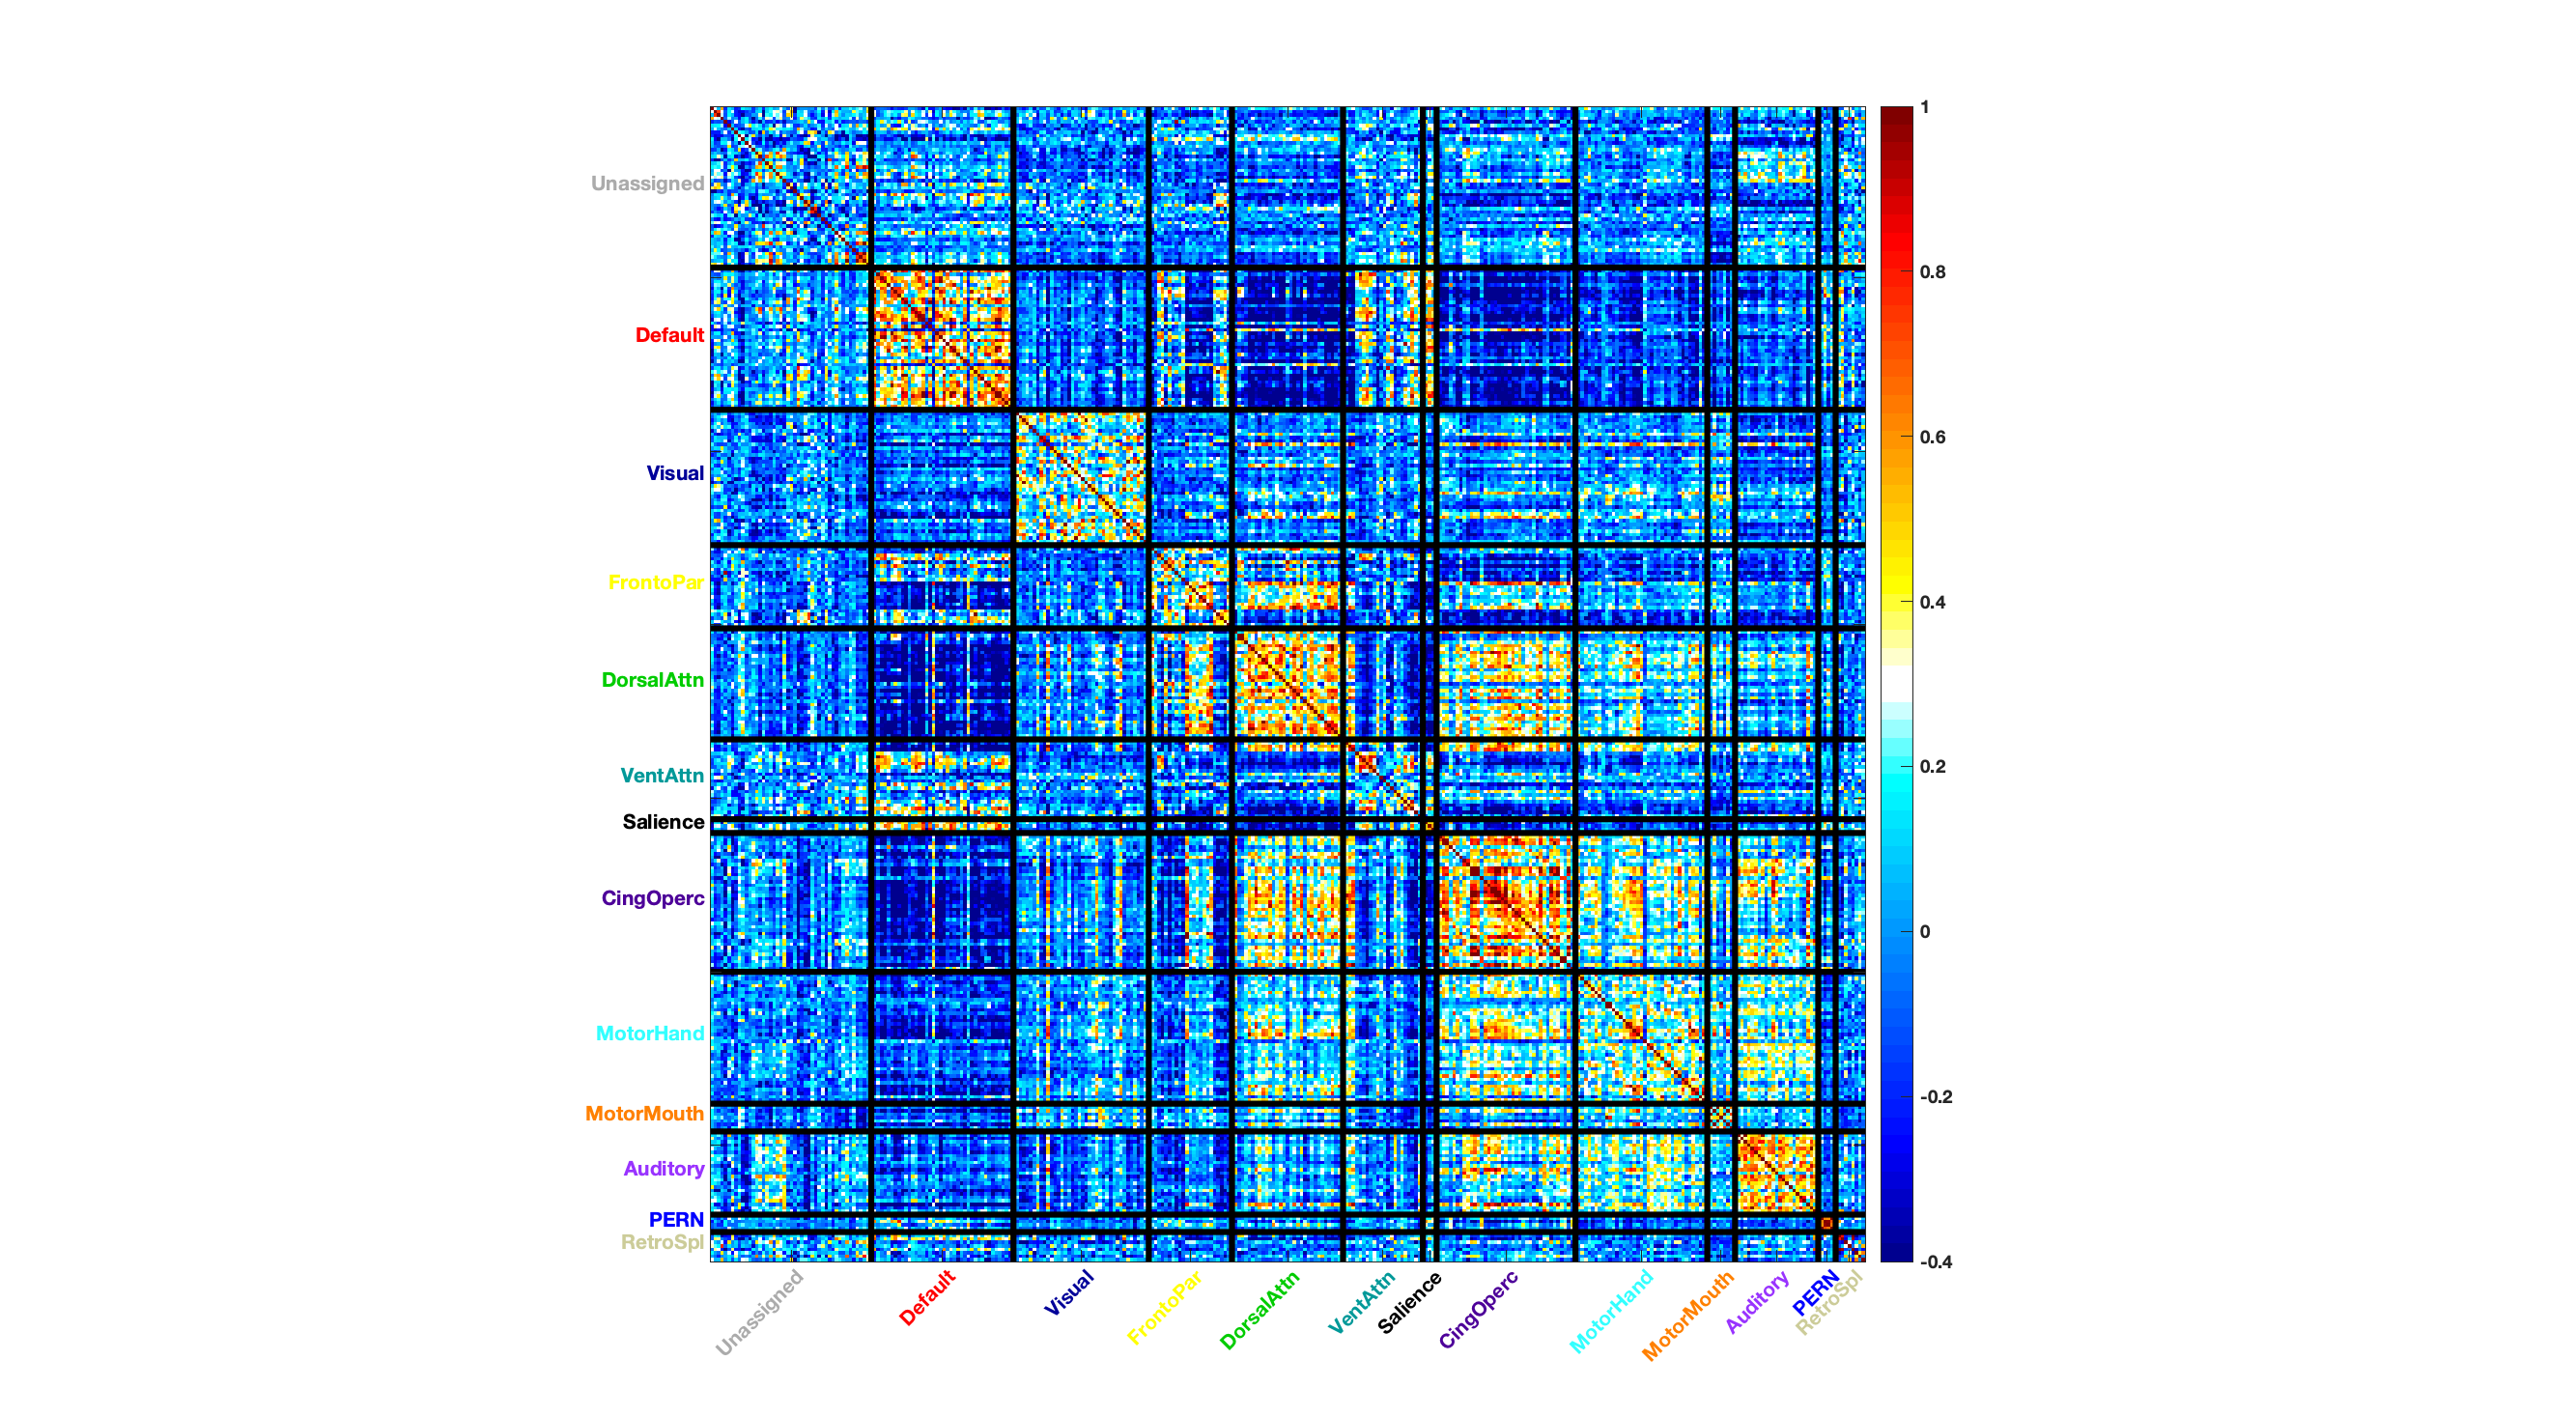 Unassigned
Default
Visual
FrontoPar
DorsalAttn
VentAttn
Salience
CingOperc
MotorHand
MotorMouth
Auditory
PERN
RetroSpl
Unassigned
Default
Visual
FrontoPar
DorsalAttn
VentAttn
Salience
CingOperc
MotorHand
MotorMouth
Auditory
PERN
RetroSpl
1
0.8
0.6
0.4
0.2
0
-0.2
-0.4